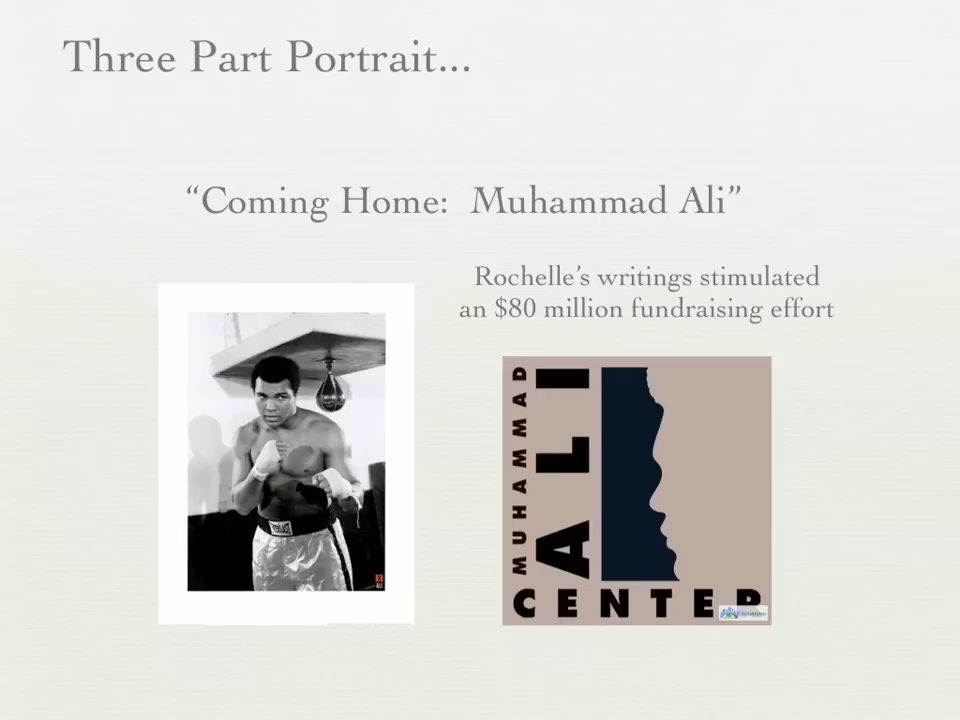 Three Part Portrait...
“Coming Home:  Muhammad Ali”
Rochelle’s writings stimulated
an $80 million fundraising effort
EVERLAST
ALI
MUHAMMAD
ALI
CENTER